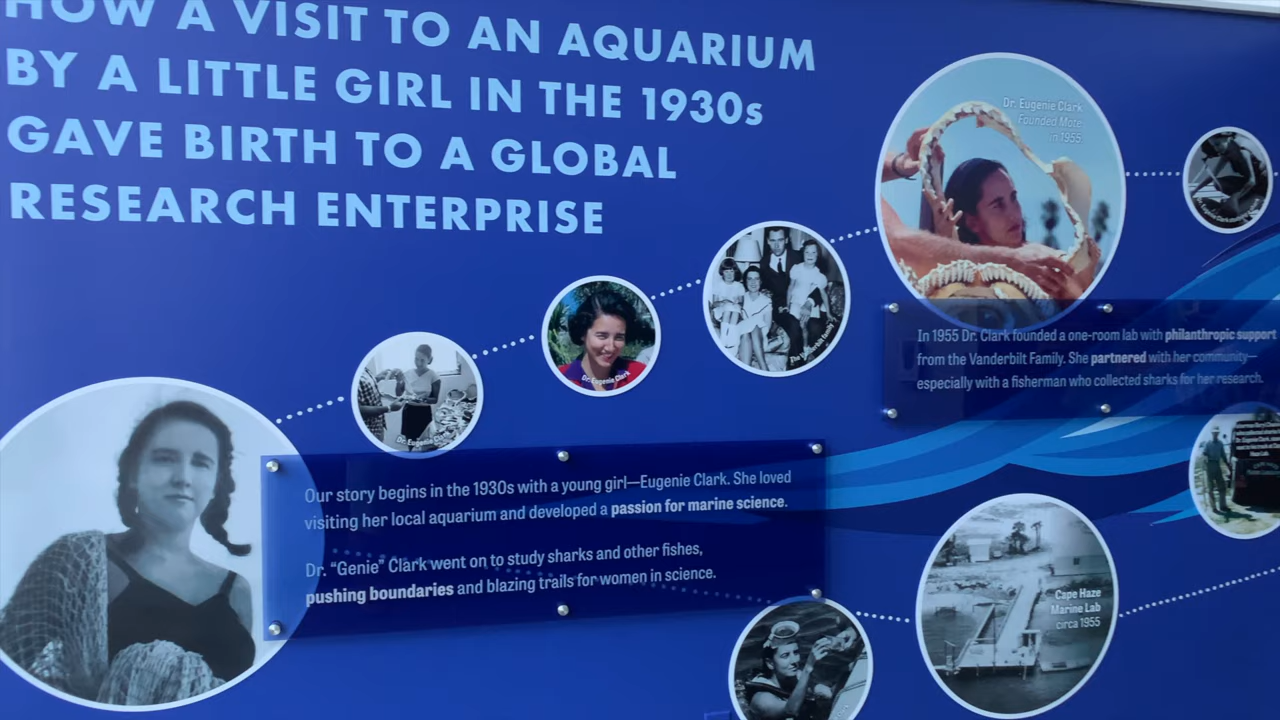 HOW A VISIT TO AN AQUARIUM
BY A LITTLE GIRL IN THE 1930s
GAVE BIRTH TO A GLOBAL
RESEARCH ENTERPRISE
Dr. Eugenie Clark
Founded Mote
in 1955.
Dr. Eugenie Clark
The Vanderbilt family
Dr. Eugenie
In 1955 Dr. Clark founded a one-room lab with philanthropic support
from the Vanderbilt Family. She partnered with her community—
especially with a fisherman who collected sharks for her research.
Our story begins in the 1930s with a young girl—Eugenie Clark. She loved
visiting her local aquarium and developed a passion for marine science.
Dr. "Genie" Clark went on to study sharks and other fishes,
pushing boundaries and blazing trails for women in science.
Cape Haze
Marine Lab
circa 1955